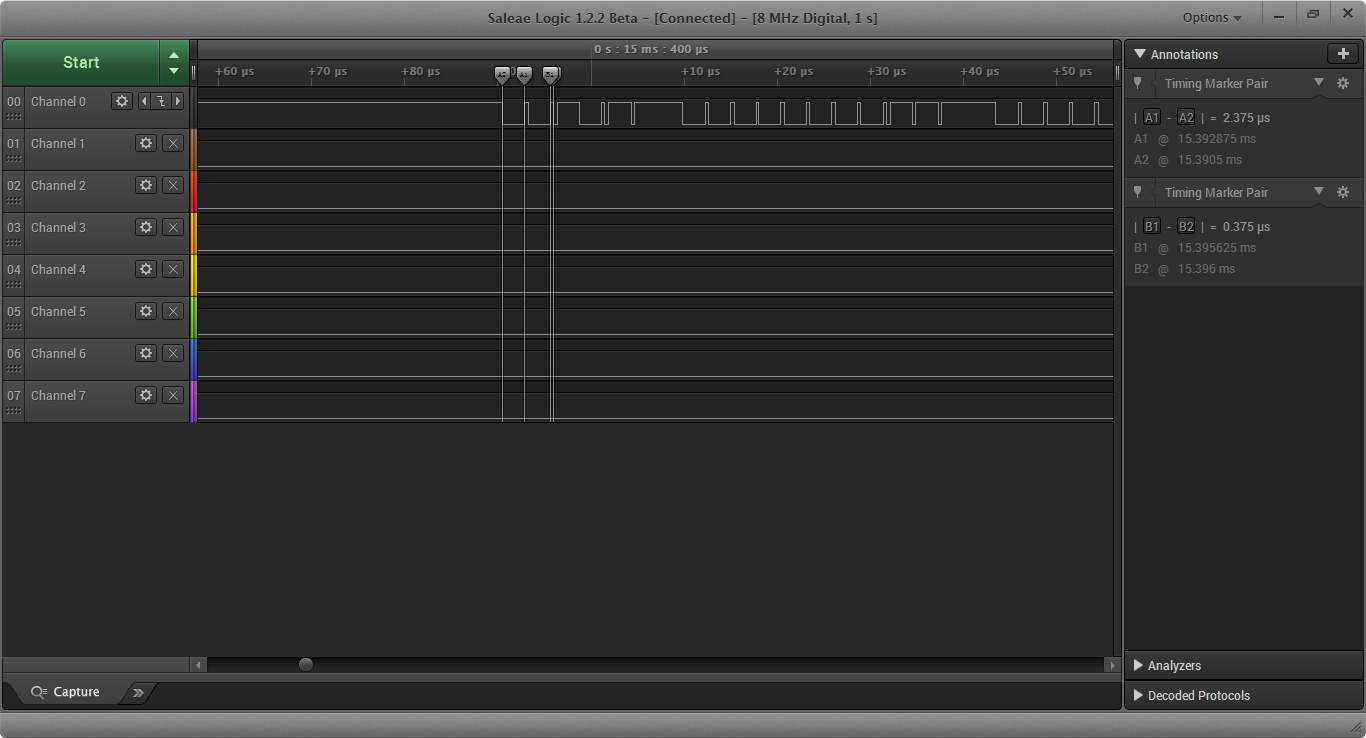 Saleae Logic 1.2.2 Beta - [Connected] - [8 MHz Digital, 1 s]
Options
Start
0 s : 15 ms : 400 µs
+60 µs +70 µs +80 µs +10 µs +20 µs +30 µs +40 µs +50 µs
A2 A1 B1
00 Channel 0
01 Channel 1
02 Channel 2
03 Channel 3
04 Channel 4
05 Channel 5
06 Channel 6
07 Channel 7
Annotations
Timing Marker Pair
| A1 - A2 | = 2.375 µs
A1 @ 15.392875 ms
A2 @ 15.3905 ms
Timing Marker Pair
| B1 - B2 | = 0.375 µs
B1 @ 15.395625 ms
B2 @ 15.396 ms
Analyzers
Decoded Protocols
Capture